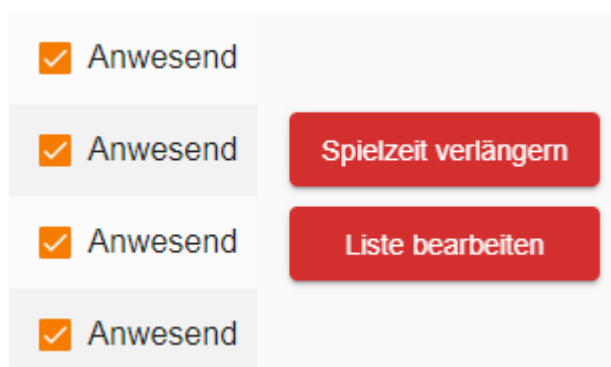 Anwesend
Anwesend
Spielzeit verlängern
Anwesend
Liste bearbeiten
Anwesend